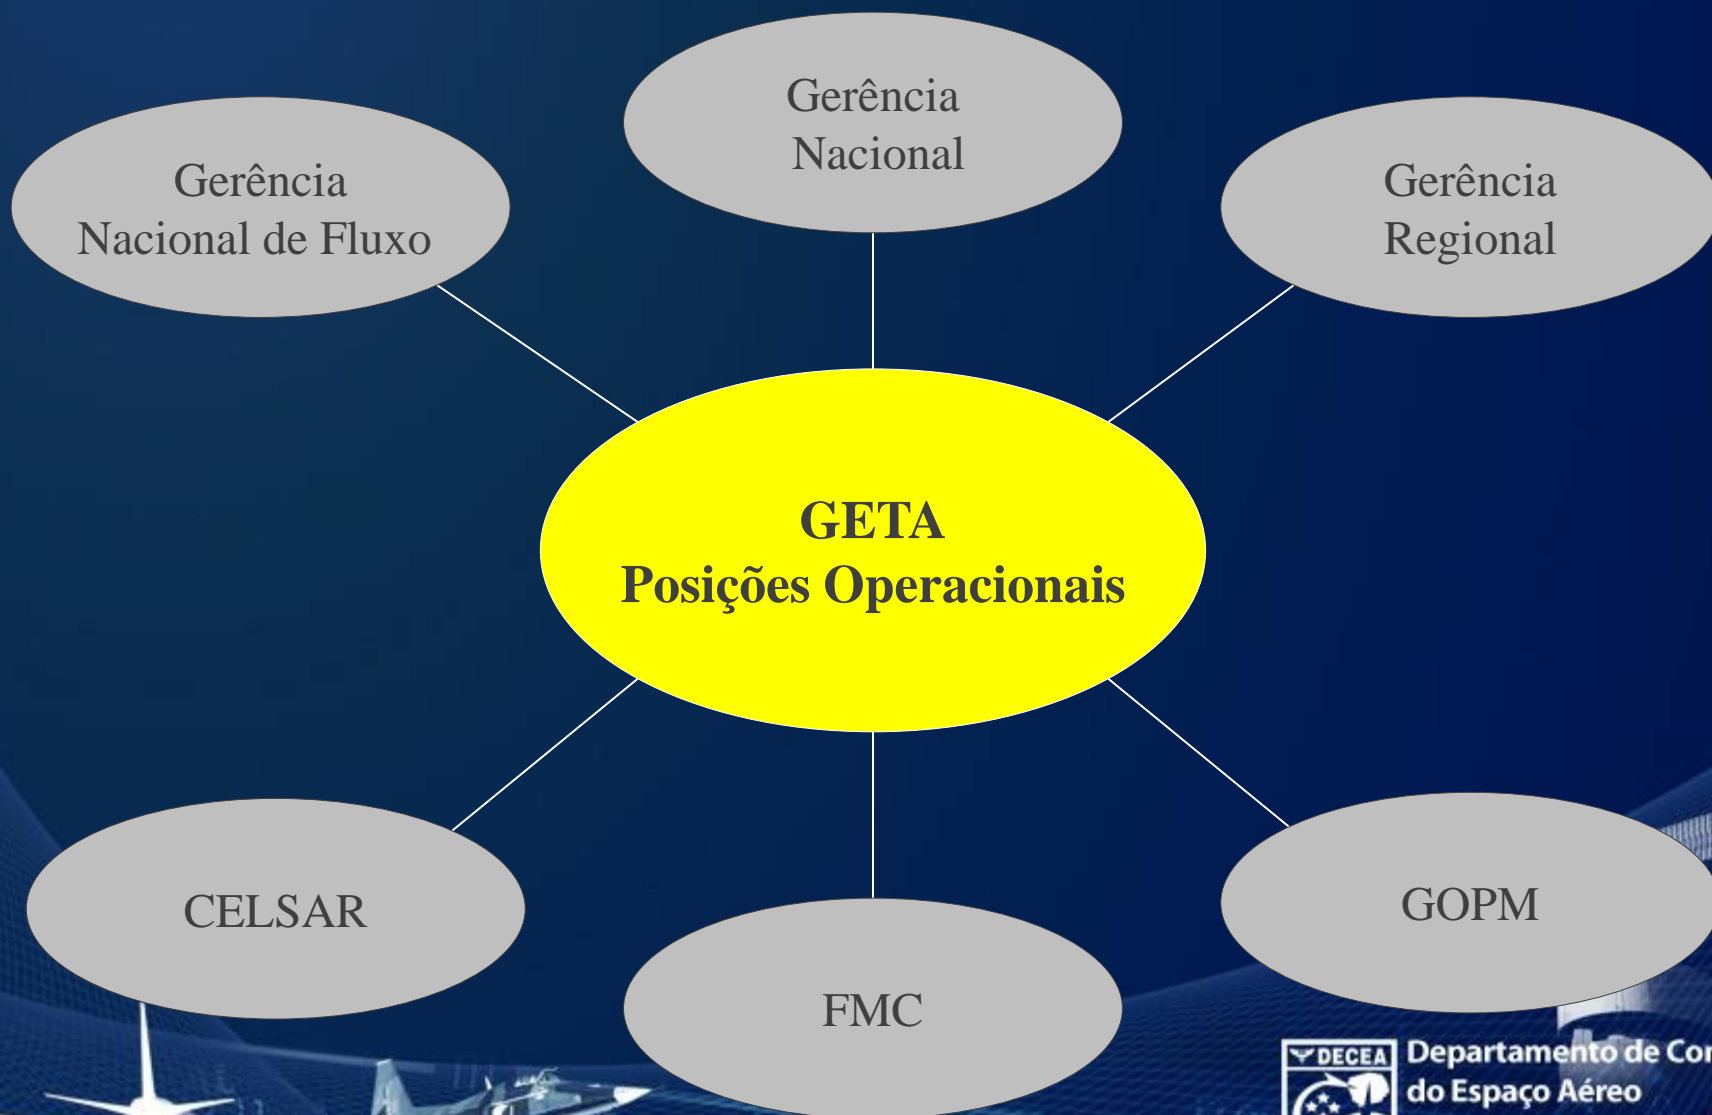 Gerência
Nacional
Gerência
Nacional de Fluxo
Gerência
Regional
GETA
Posições Operacionais
CELSAR
GOPM
FMC
DECEA
Departamento de Con
do Espaço Aéreo